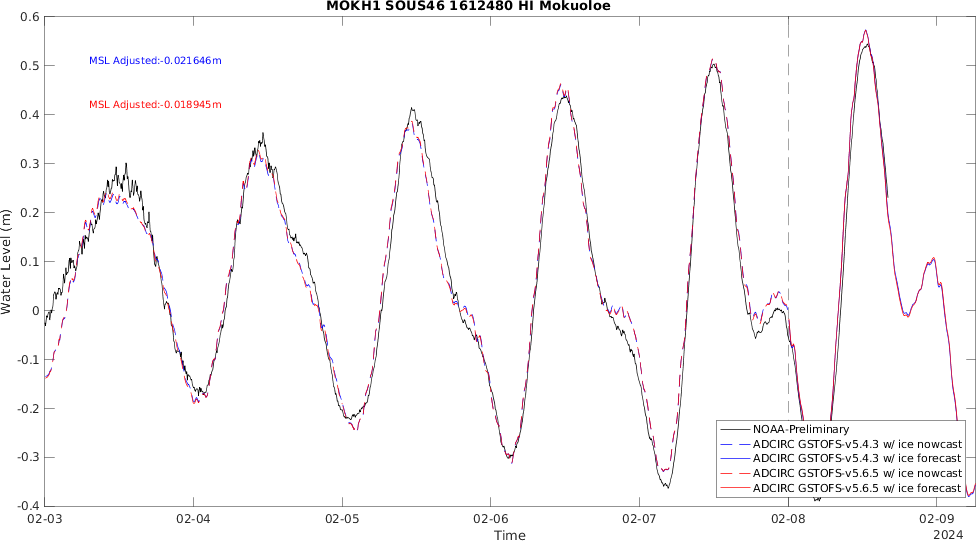 MOKH1 SOUS46 1612480 HI Mokuoloe
MSL Adjusted:-0.021646m
MSL Adjusted:-0.018945m
Water Level (m)
0.6
0.5
0.4
0.3
0.2
0.1
0
-0.1
-0.2
-0.3
-0.4
NOAA-Preliminary
ADCIRC GSTOFS-v5.4.3 w/ ice nowcast
ADCIRC GSTOFS-v5.4.3 w/ ice forecast
ADCIRC GSTOFS-v5.6.5 w/ ice nowcast
ADCIRC GSTOFS-v5.6.5 w/ ice forecast
02-03 02-04 02-05 02-06 02-07 02-08 02-09
Time
2024